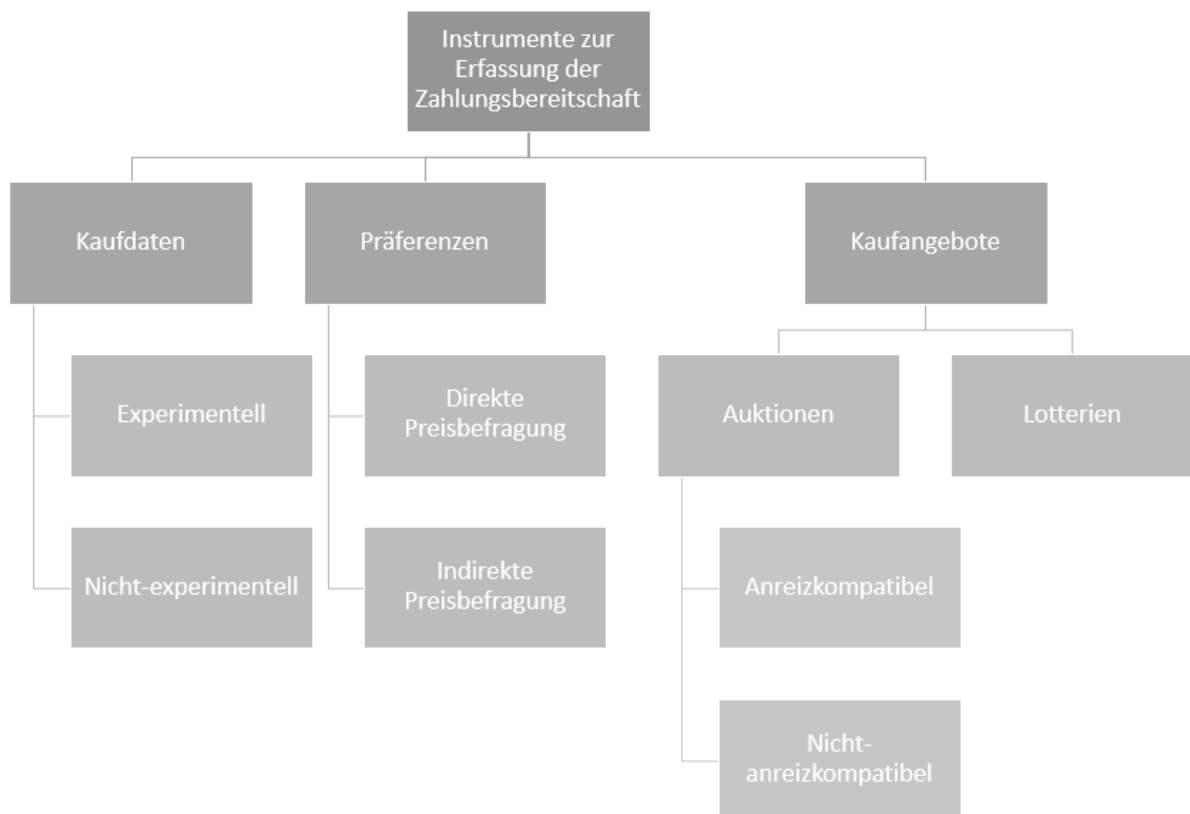 Instrumente zur
Erfassung der
Zahlungsbereitschaft
Kaufdaten
Präferenzen
Kaufangebote
Experimentell
Direkte
Preisbefragung
Auktionen
Lotterien
Nicht-experimentell
Indirekte
Preisbefragung
Anreizkompatibel
Nicht-
anreizkompatibel